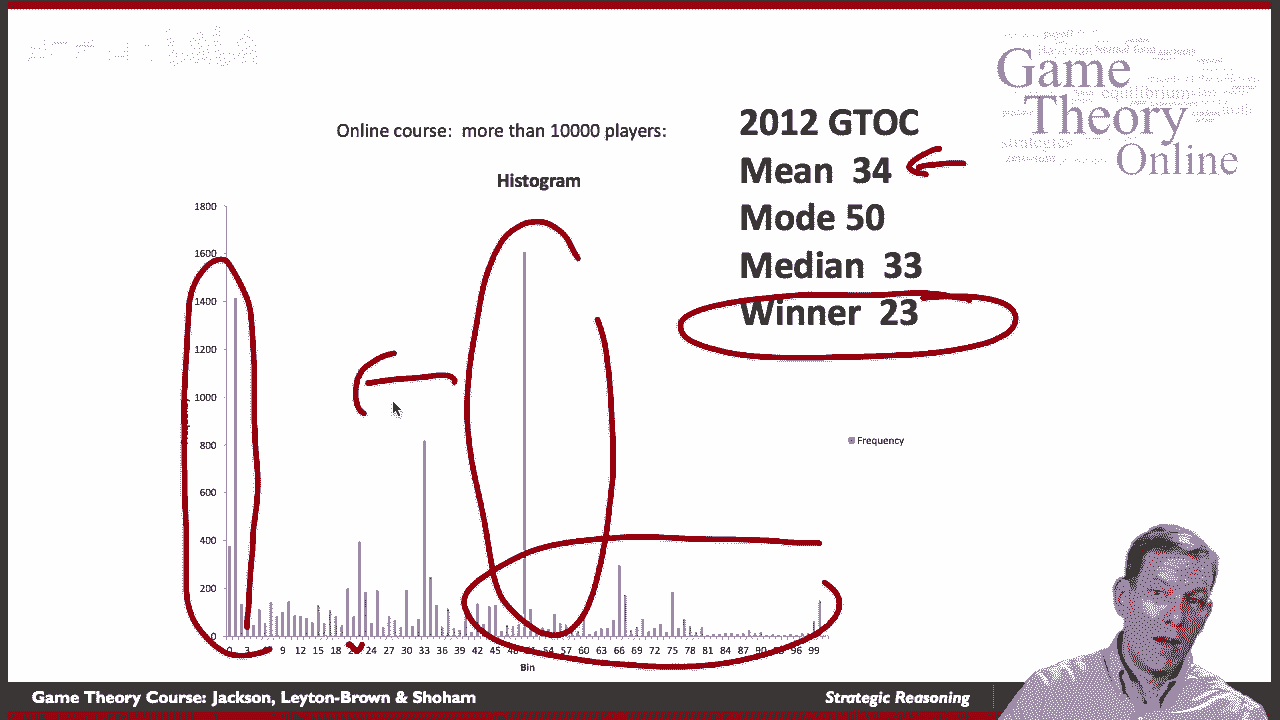 Game
Theory
Online
strategies
Online course: more than 10000 players:
2012 GTOC
Mean 34
Mode 50
Median 33
Winner 23
Histogram
1800
1600
1400
1200
1000
800
600
400
200
0
0 3 9 12 15 18 24 27 30 33 36 39 42 45 48 51 54 57 60 63 66 69 72 75 78 81 84 87 90 93 96 99
Bin
Frequency
Game Theory Course: Jackson, Leyton-Brown & Shoham
Strategic Reasoning